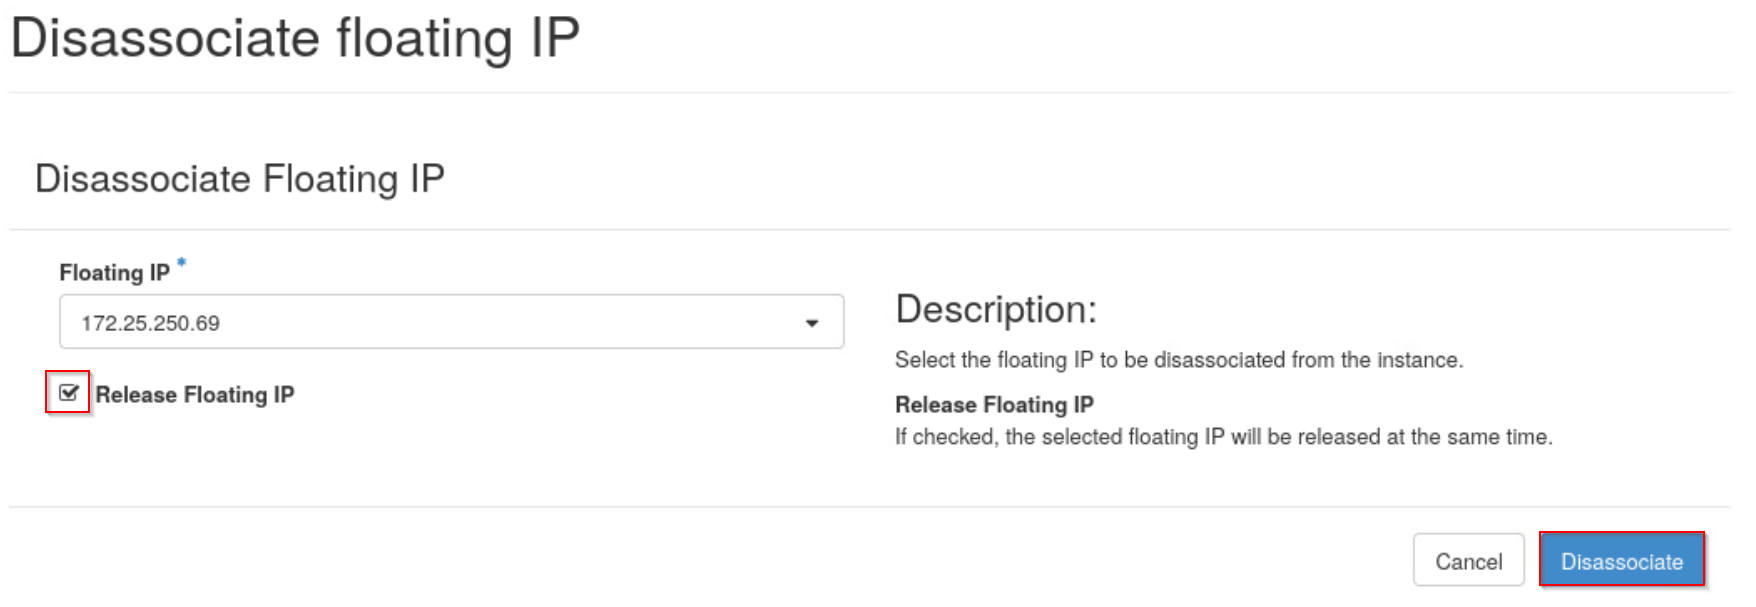 Disassociate floating IP
Disassociate Floating IP
Floating IP *
172.25.250.69
Release Floating IP
Description:
Select the floating IP to be disassociated from the instance.
Release Floating IP
If checked, the selected floating IP will be released at the same time.
Cancel
Disassociate